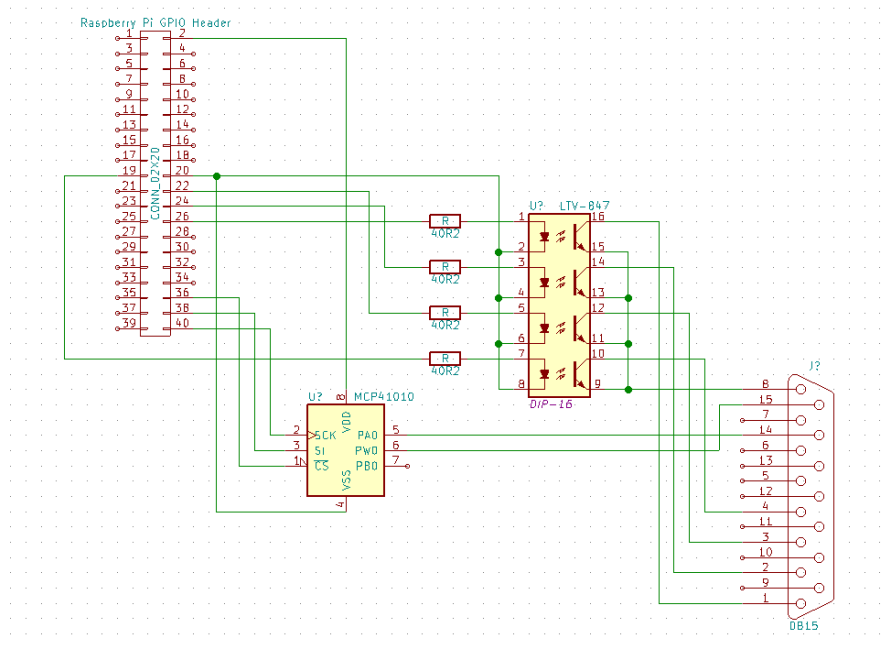 Raspberry Pi GPIO Header
1 2
3 4
5 6
7 8
9 10
11 12
13 14
15 16
17 18
19 20
21 22
23 24
25 26
27 28
29 30
31 32
33 34
35 36
37 38
39 40
CONN_02X20
R
40R2
R
40R2
R
40R2
R
40R2
U? LTV-847
1 16
2 15
3 14
4 13
5 12
6 11
7 10
8 9
DIP-16
U? MCP41010
8
VDD
2 SCK PA0 5
3 SI PW0 6
1 CS PB0 7
VSS
4
J?
8
15
7
14
6
13
5
12
4
11
3
10
2
9
1
DB15